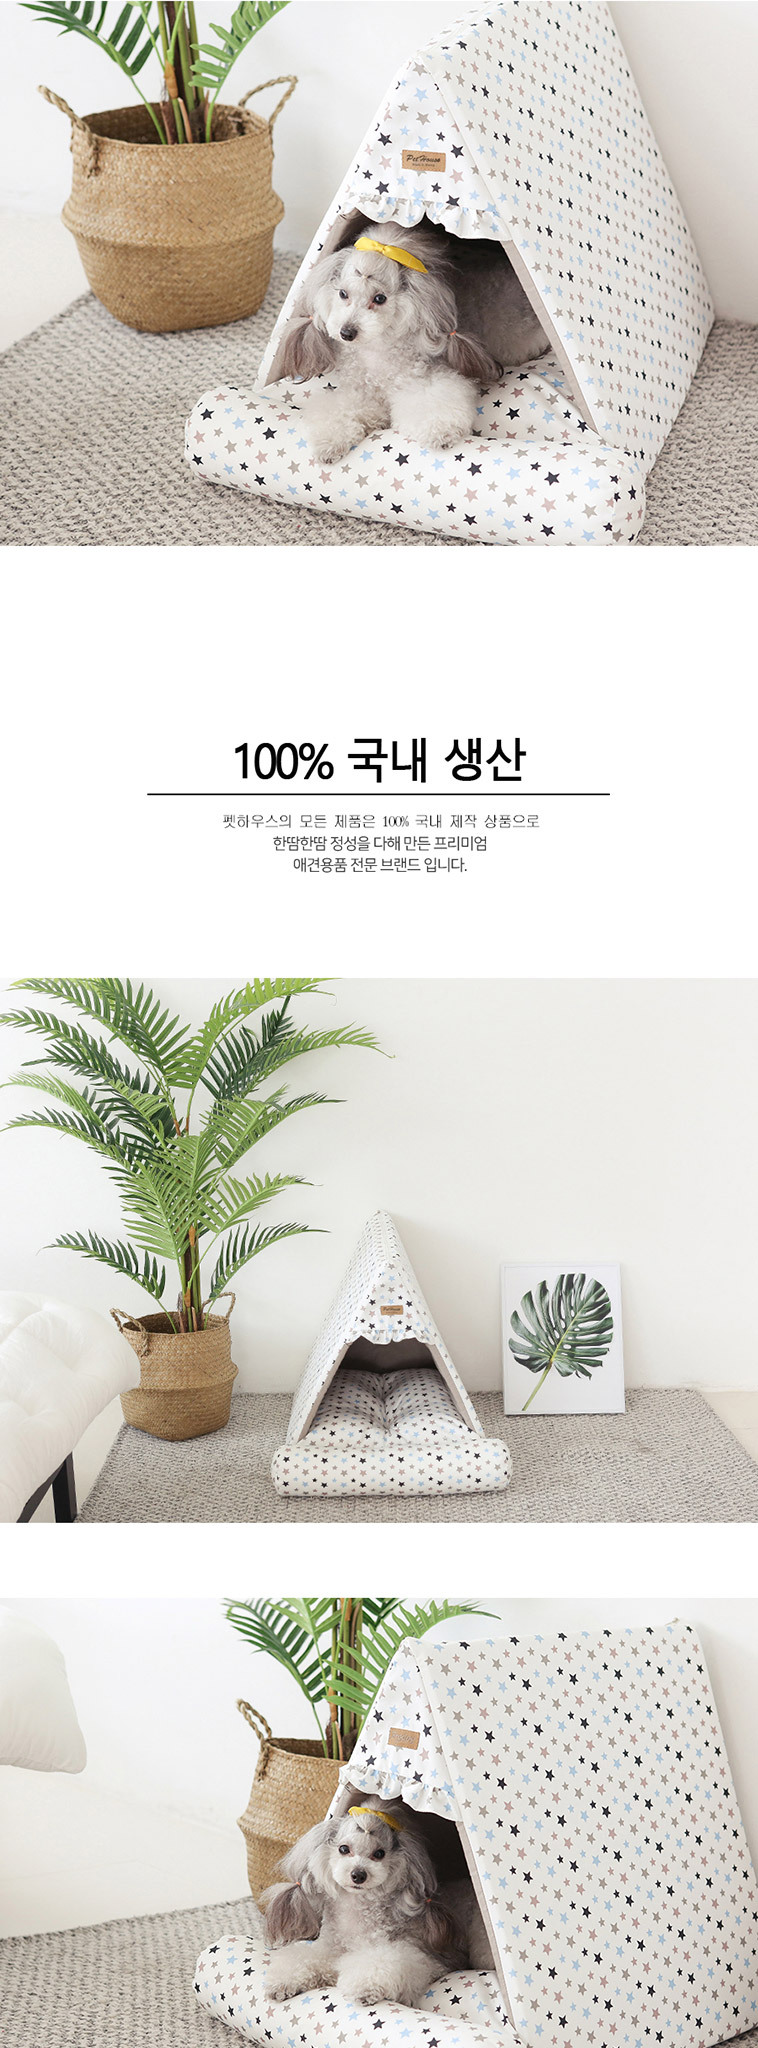 PetHouse
100% 국내 생산
펫하우스의 모든 제품은 100% 국내 제작 상품으로
한땀한땀 정성을 다해 만든 프리미엄
애견용품 전문 브랜드 입니다.
PetHouse